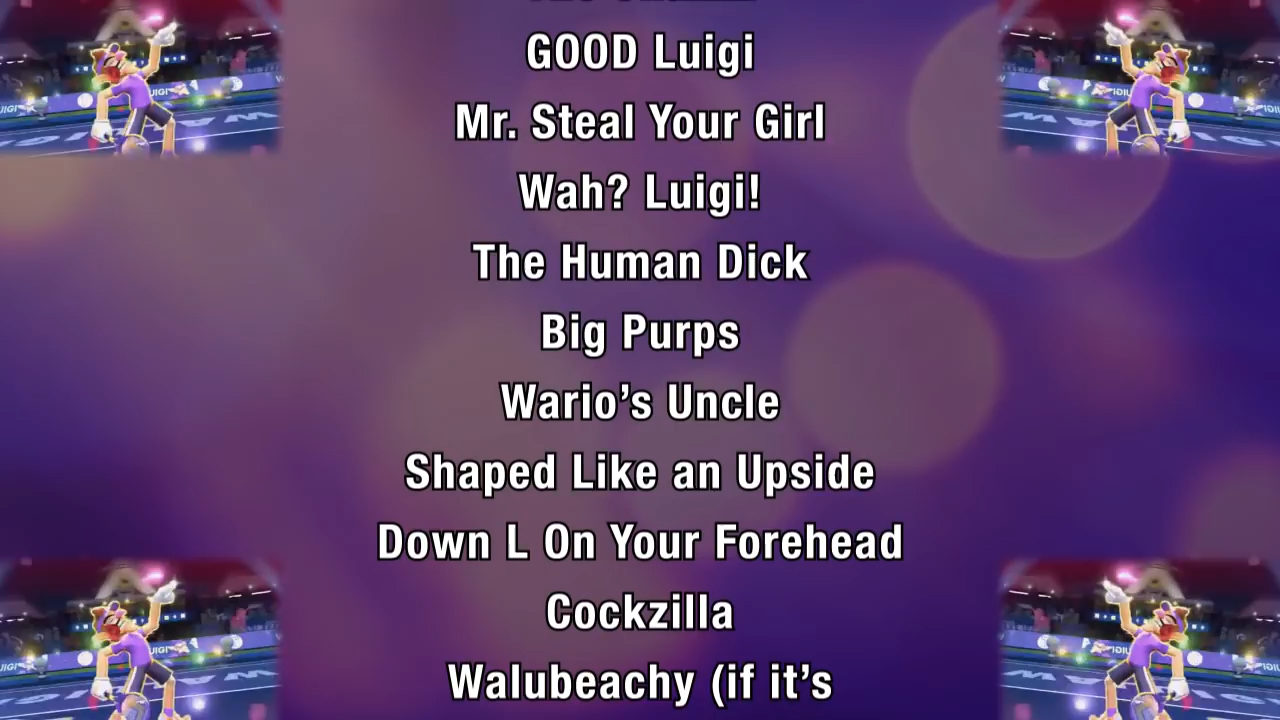 GOOD Luigi
Mr. Steal Your Girl
Wah? Luigi!
The Human Dick
Big Purps
Wario’s Uncle
Shaped Like an Upside
Down L On Your Forehead
Cockzilla
Walubeachy (if it’s